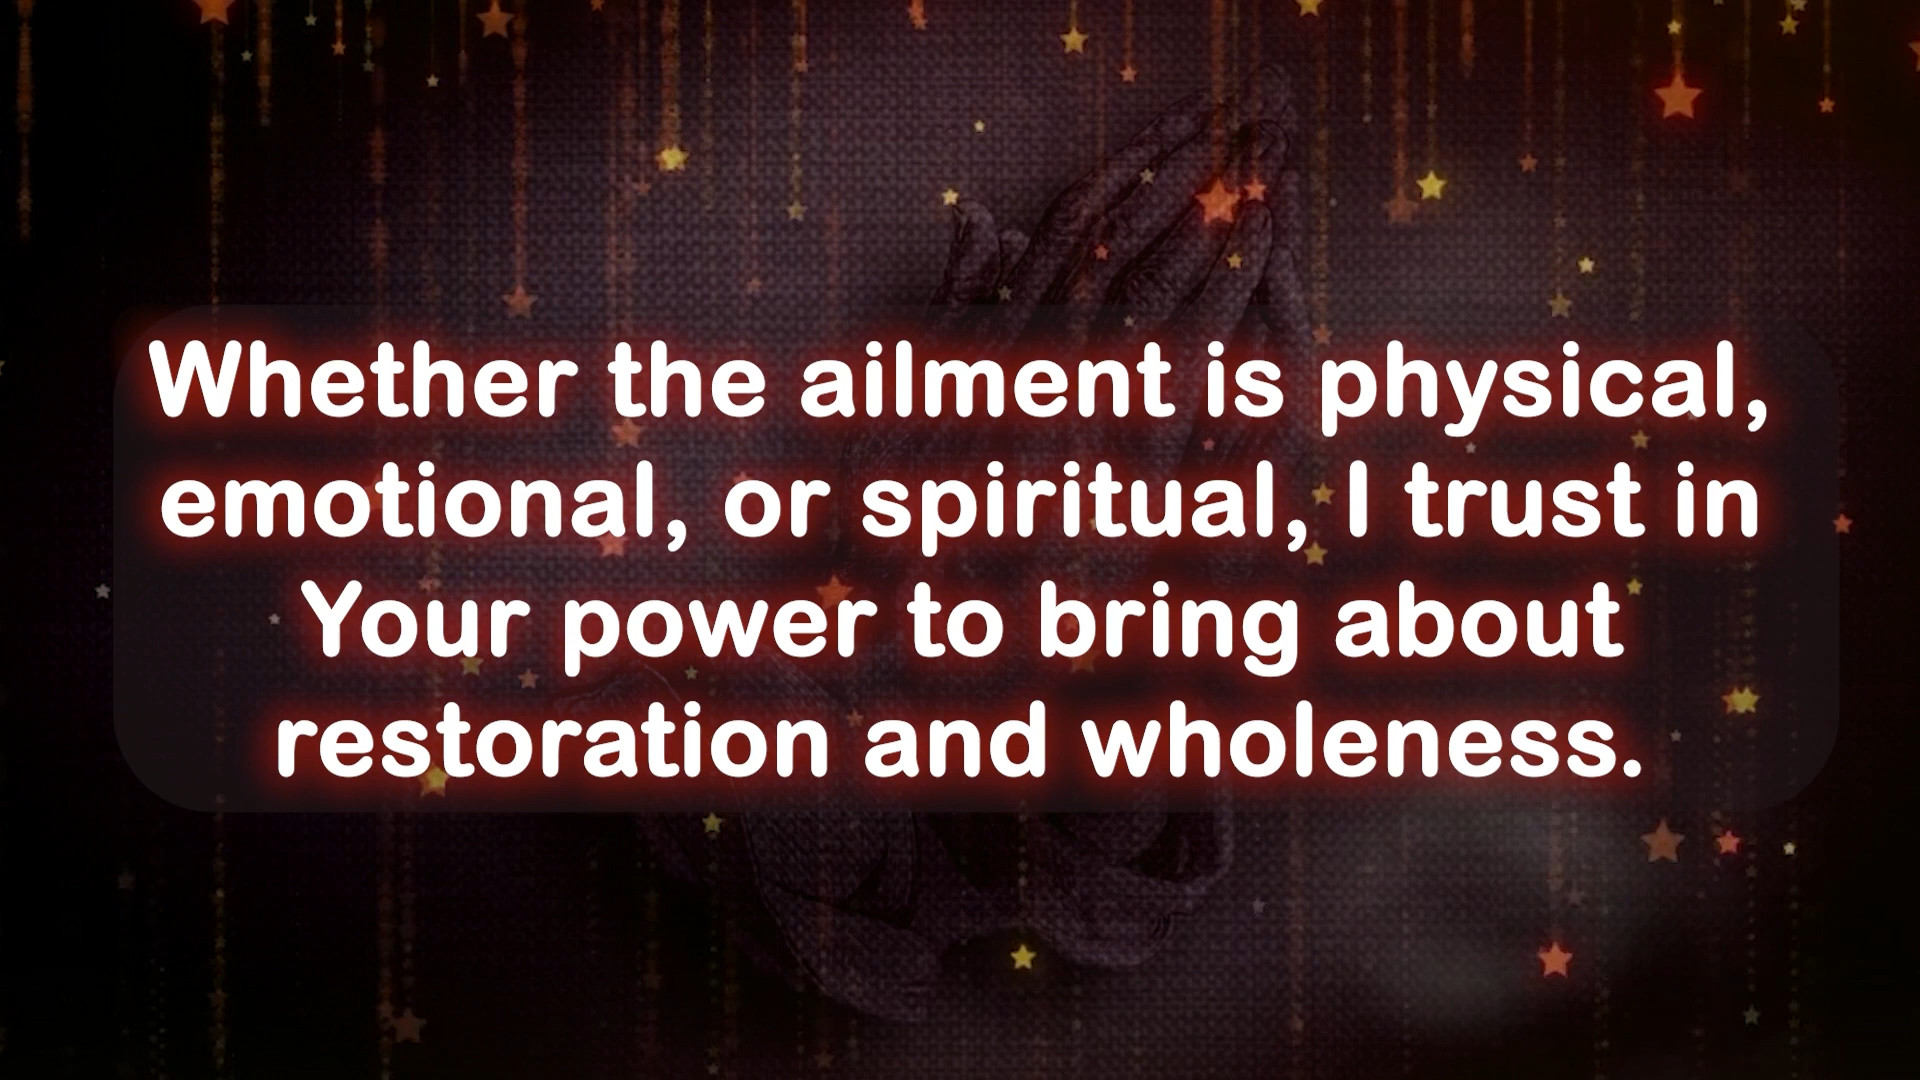 Whether the ailment is physical,
emotional, or spiritual, I trust in
Your power to bring about
restoration and wholeness.